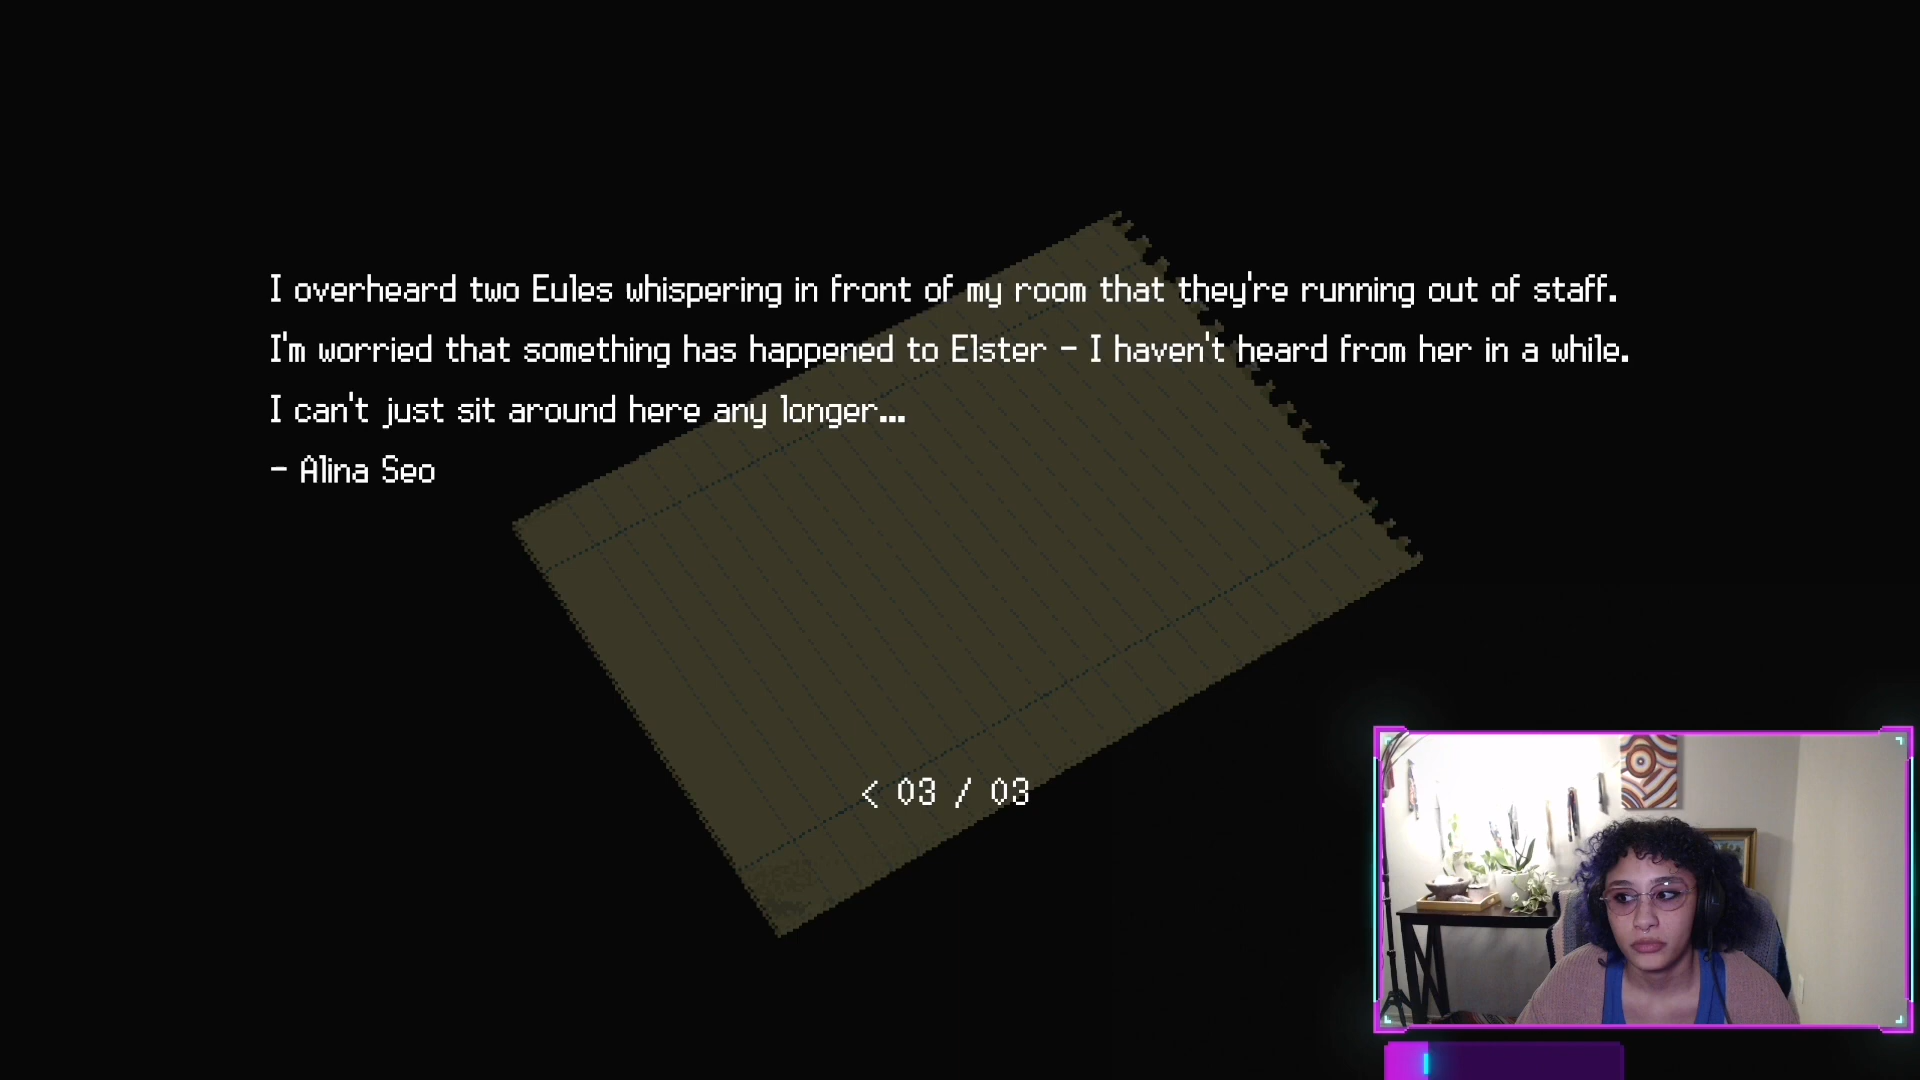 I overheard two Eules whispering in front of my room that they're running out of staff.
I'm worried that something has happened to Elster - I haven't heard from her in a while.
I can't just sit around here any longer...
- Alina Seo
< 03 / 03